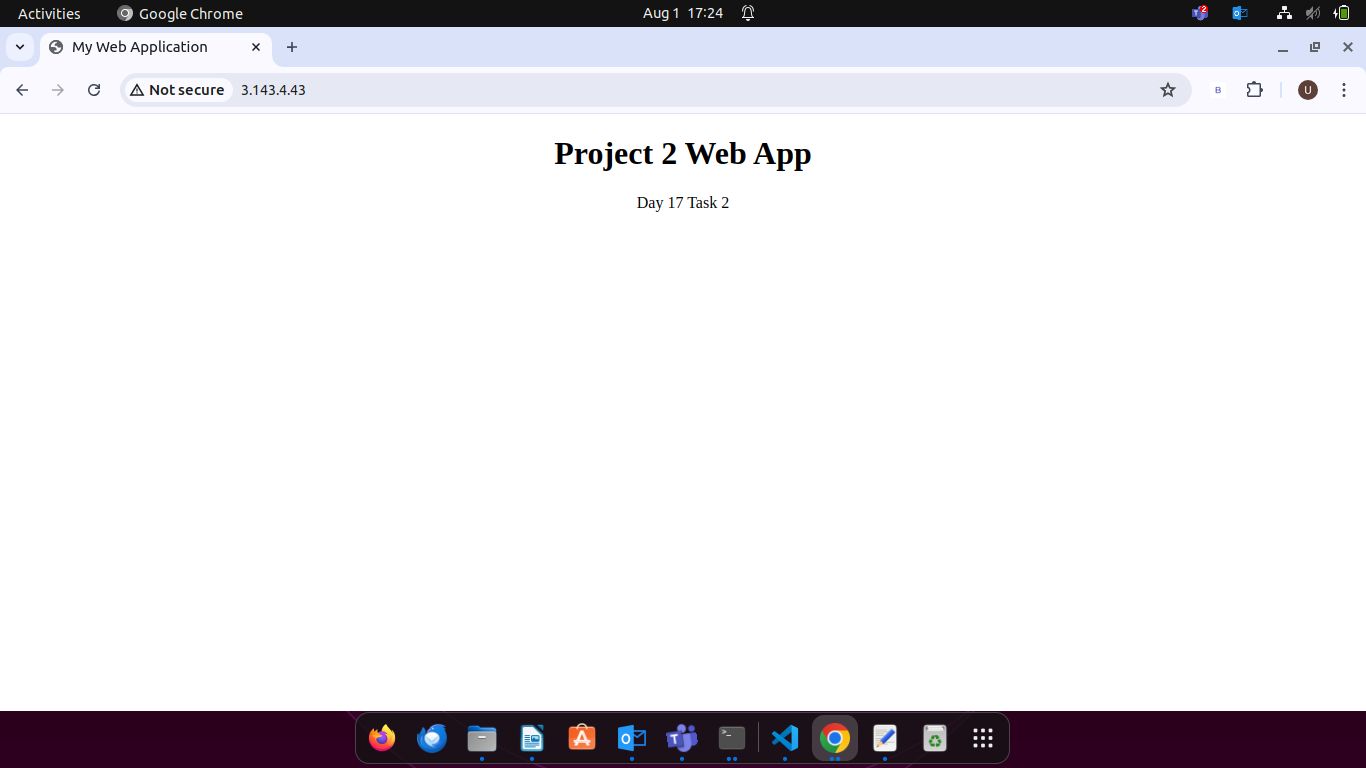 Activities
Google Chrome
Aug 1 17:24
2
My Web Application
Not secure
3.143.4.43
B
U
Project 2 Web App
Day 17 Task 2